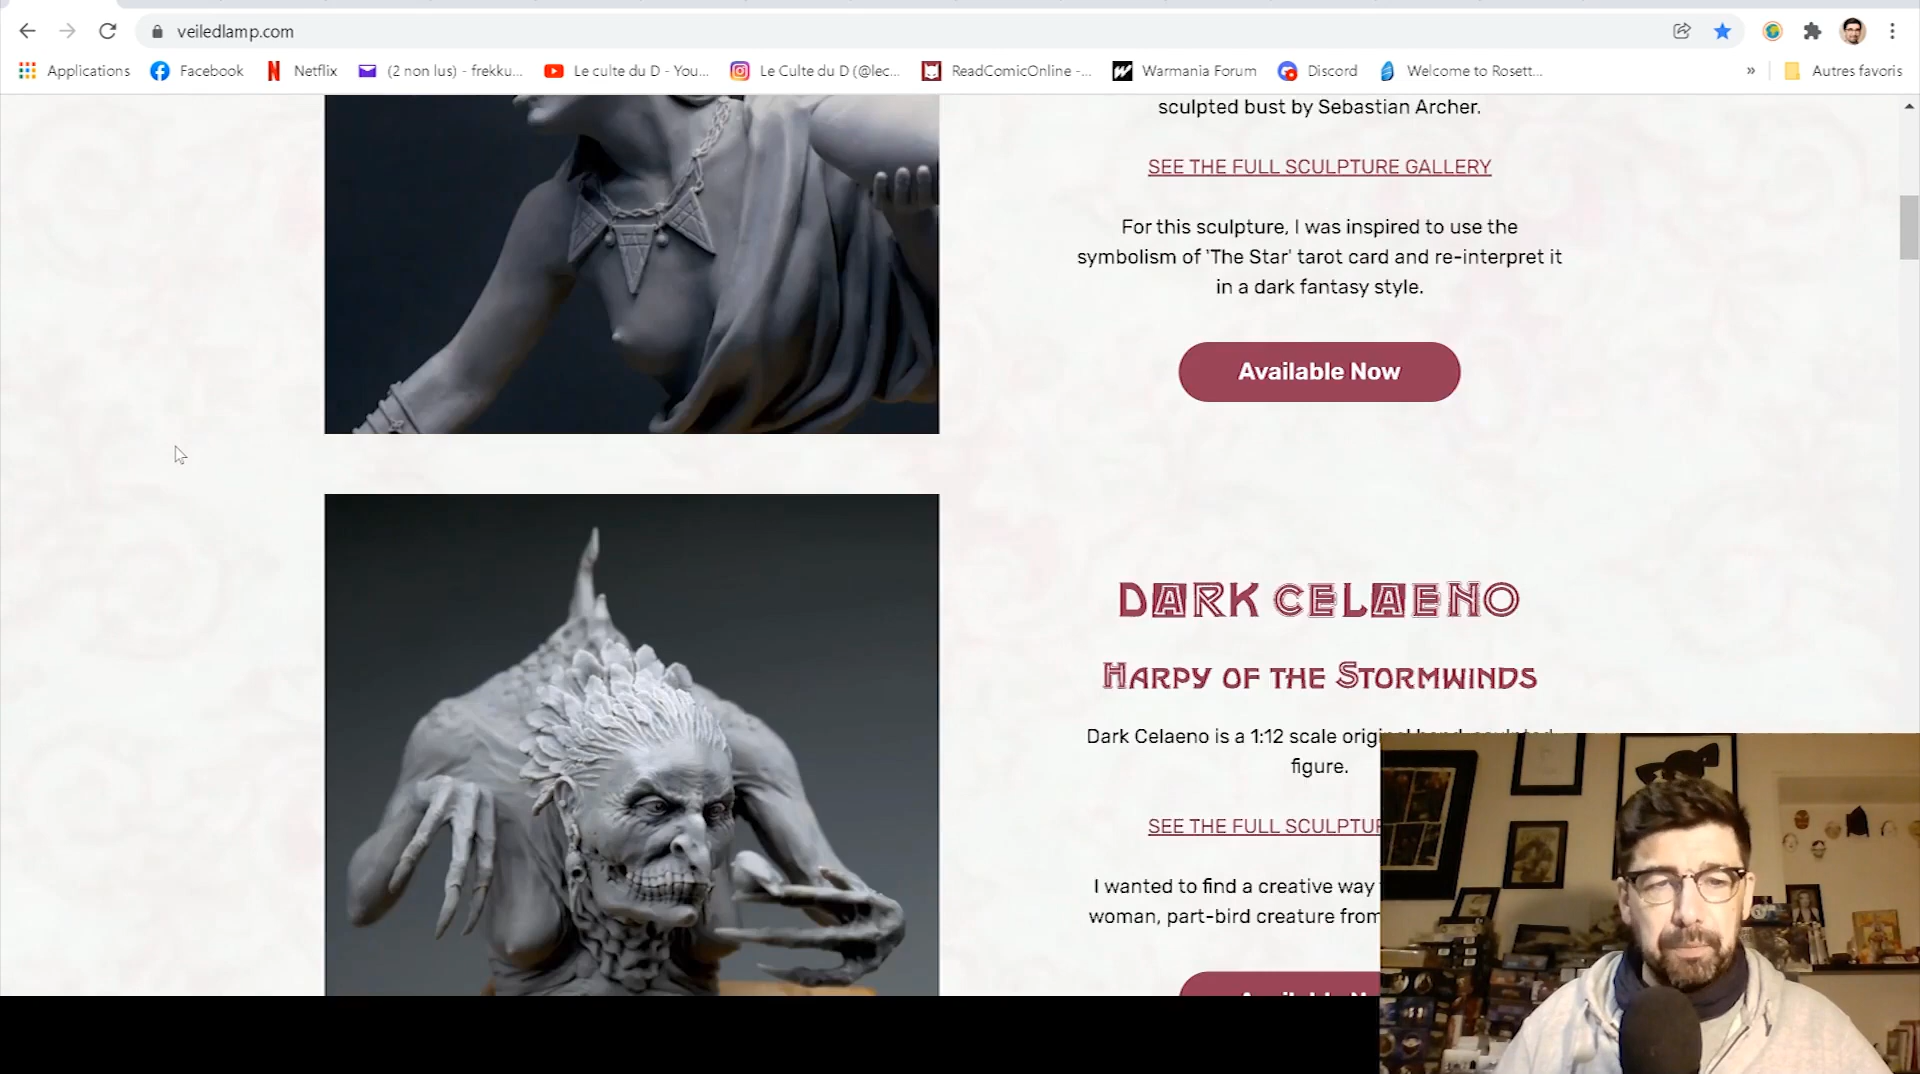 veiledlamp.com
Applications
Facebook
Netflix
(2 non lus) - frekku...
Le culte du D - You...
Le Culte du D (@lec...
ReadComicOnline -...
Warmania Forum
Discord
Welcome to Rosett...
»
Autres favoris
sculpted bust by Sebastian Archer.
SEE THE FULL SCULPTURE GALLERY
For this sculpture, I was inspired to use the
symbolism of 'The Star' tarot card and re-interpret it
in a dark fantasy style.
Available Now
DARK CELAENO
HARPY OF THE STORMWINDS
Dark Celaeno is a 1:12 scale original hand-sculpted
figure.
SEE THE FULL SCULPTUR
I wanted to find a creative way
woman, part-bird creature from